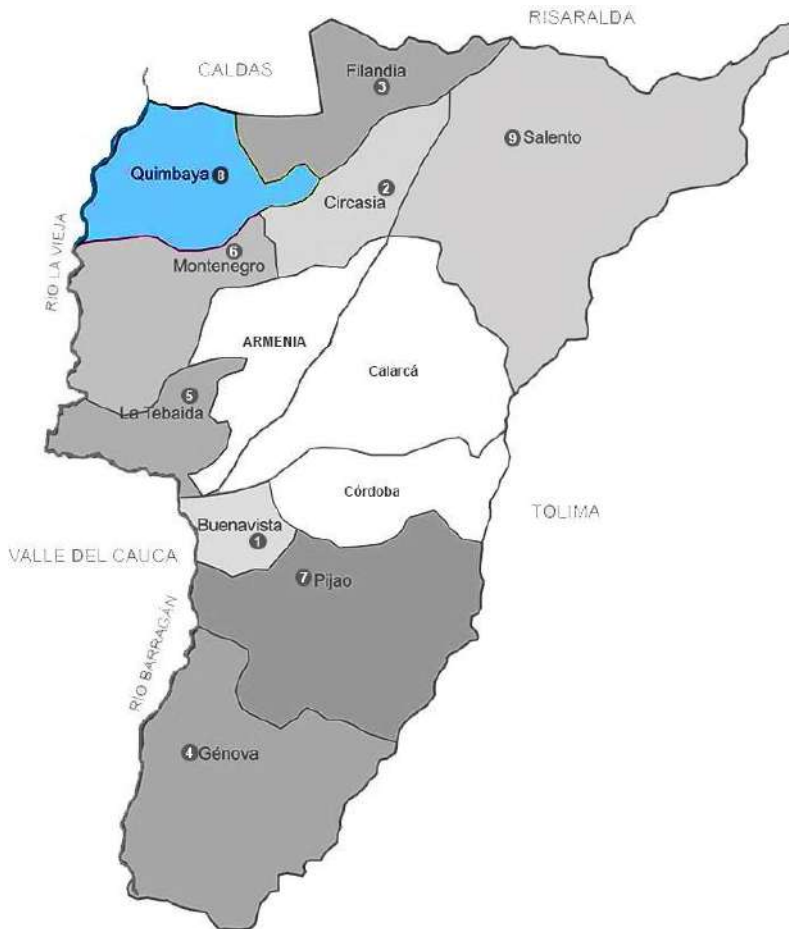 RISARALDA
CALDAS
Filandia
3
9 Salento
Quimbaya 8
2
Circasia
6
Montenegro
RIO LA VIEJA
ARMENIA
Calarcá
5
La Tebaida
Córdoba
TOLIMA
Buenavista
1
VALLE DEL CAUCA
7 Pijao
RIO BARRAGÁN
4 Génova